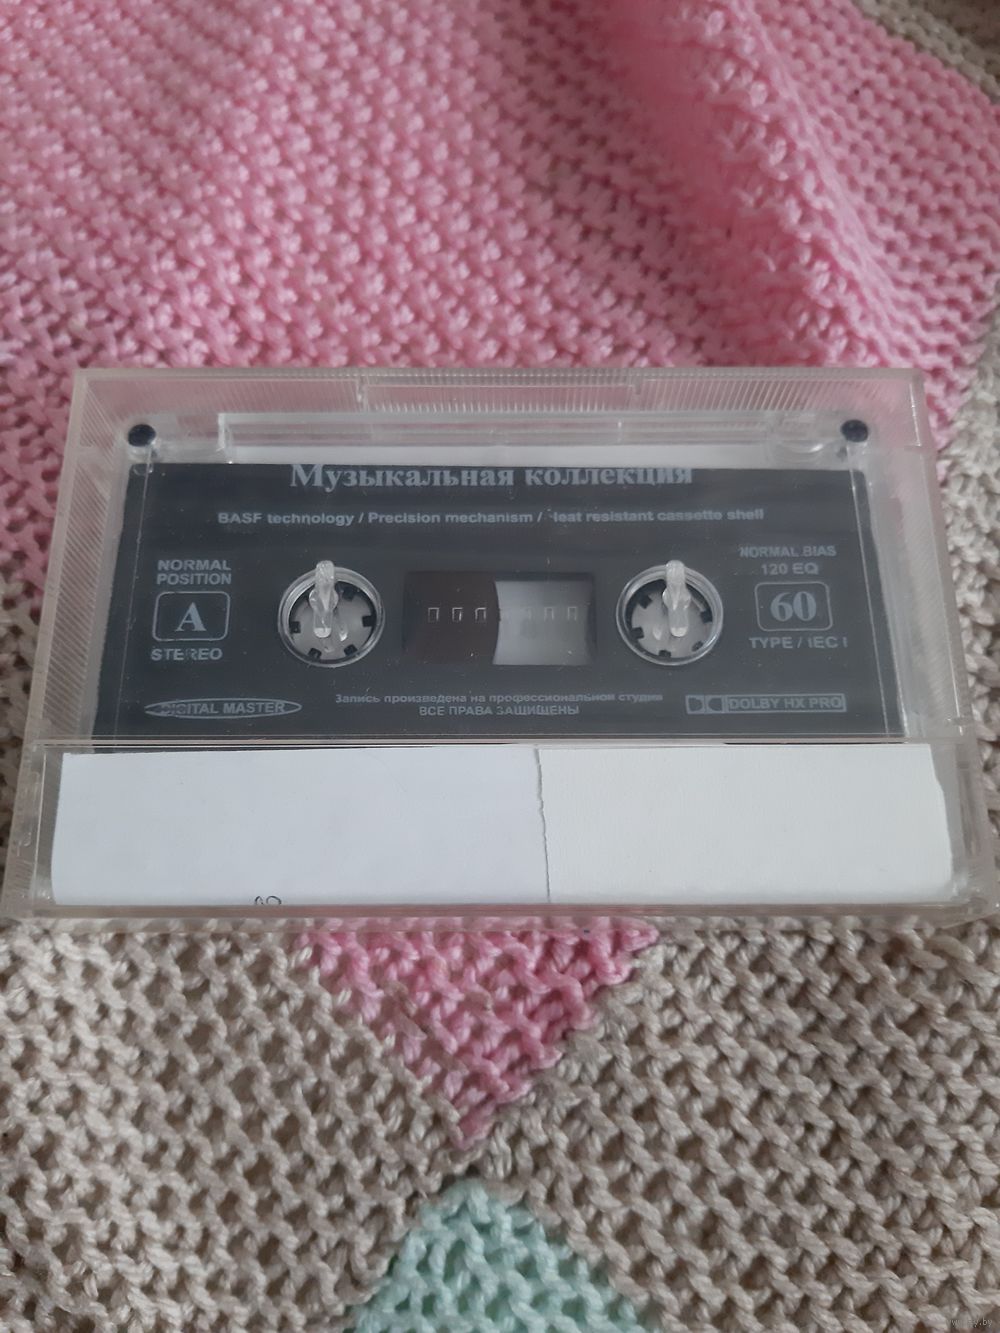 Музыкальная коллекция
BASF technology / Precision mechanism / Heat resistant cassette shell
NORMAL POSITION
A
STEREO
NORMAL BIAS
120 EQ
60
TYPE / IEC I
DIGITAL MASTER
Запись произведена на профессиональной студии
ВСЕ ПРАВА ЗАЩИЩЕНЫ
DOLBY HX PRO